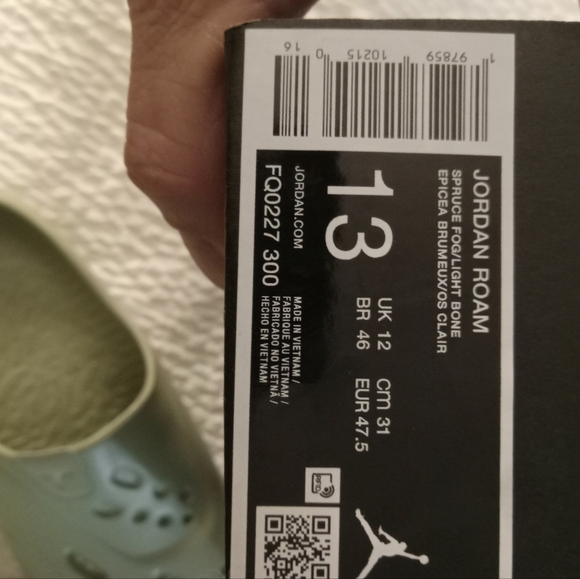 JORDAN ROAM
SPRUCE FOG/LIGHT BONE
EPICEA BRUMEUX/OS CLAIR
13
UK 12 cm 31
BR 46 EUR 47.5
JORDAN.COM
FQ0227 300
MADE IN VIETNAM /
FABRIQUE AU VIETNAM /
FABRICADO NO VIETNÃ /
HECHO EN VIETNAM
1 97859 10215 0 16
RFID